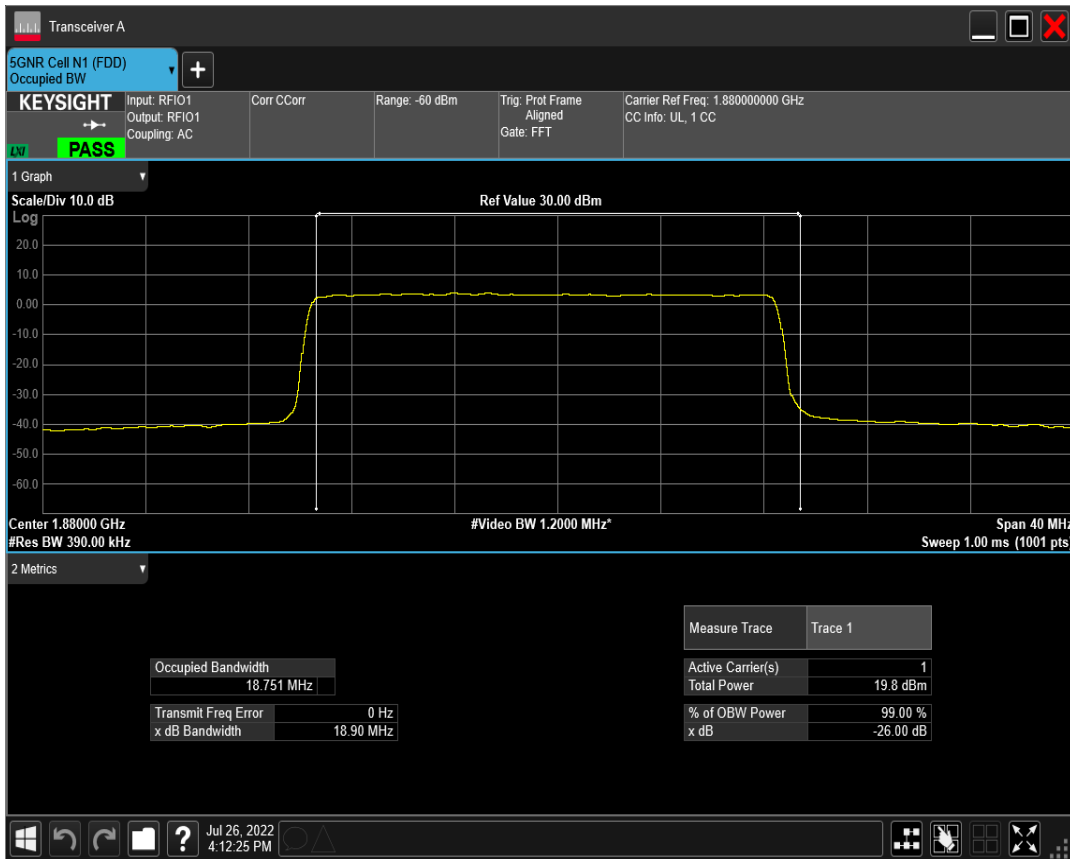 Transceiver A
5GNR Cell N1 (FDD)
Occupied BW
+
KEYSIGHT
LXI
PASS
Input: RFIO1
Output: RFIO1
Coupling: AC
Corr CCorr
Range: -60 dBm
Trig: Prot Frame
Aligned
Gate: FFT
Carrier Ref Freq: 1.880000000 GHz
CC Info: UL, 1 CC
1 Graph
Scale/Div 10.0 dB
Ref Value 30.00 dBm
Log
20.0
10.0
0.00
-10.0
-20.0
-30.0
-40.0
-50.0
-60.0
Center 1.88000 GHz
#Video BW 1.2000 MHz*
Span 40 MHz
#Res BW 390.00 kHz
Sweep 1.00 ms (1001 pts)
2 Metrics
Measure Trace Trace 1
Occupied Bandwidth
18.751 MHz
Active Carrier(s) 1
Total Power 19.8 dBm
Transmit Freq Error 0 Hz
x dB Bandwidth 18.90 MHz
% of OBW Power 99.00 %
x dB -26.00 dB
?
Jul 26, 2022
4:12:25 PM